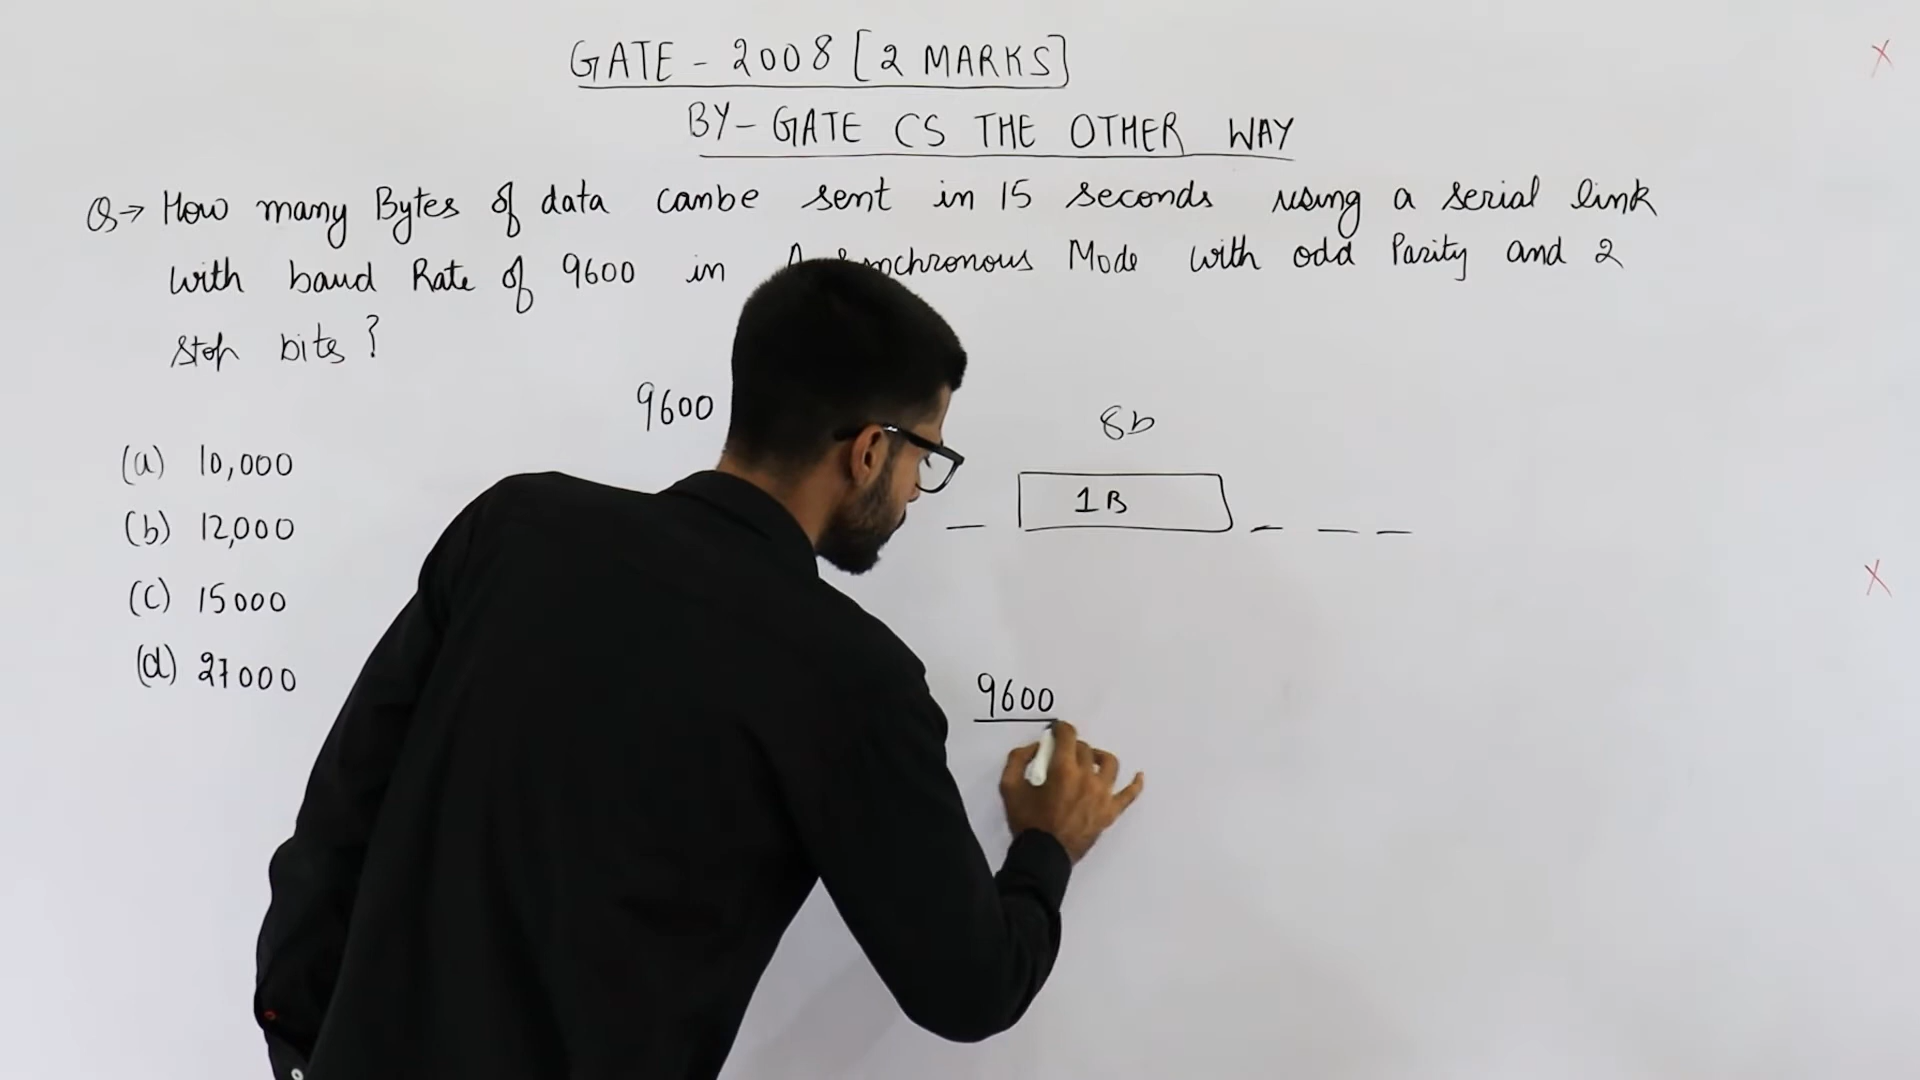 GATE - 2008 [2 MARKS]
BY- GATE CS THE OTHER WAY
Q→ How many Bytes of data canbe sent in 15 seconds using a serial link
with baud Rate of 9600 in Mode with odd Parity and 2
stop bits?
(a) 10,000
(b) 12,000
(c) 15000
(d) 27000
9600
8b
1B
9600